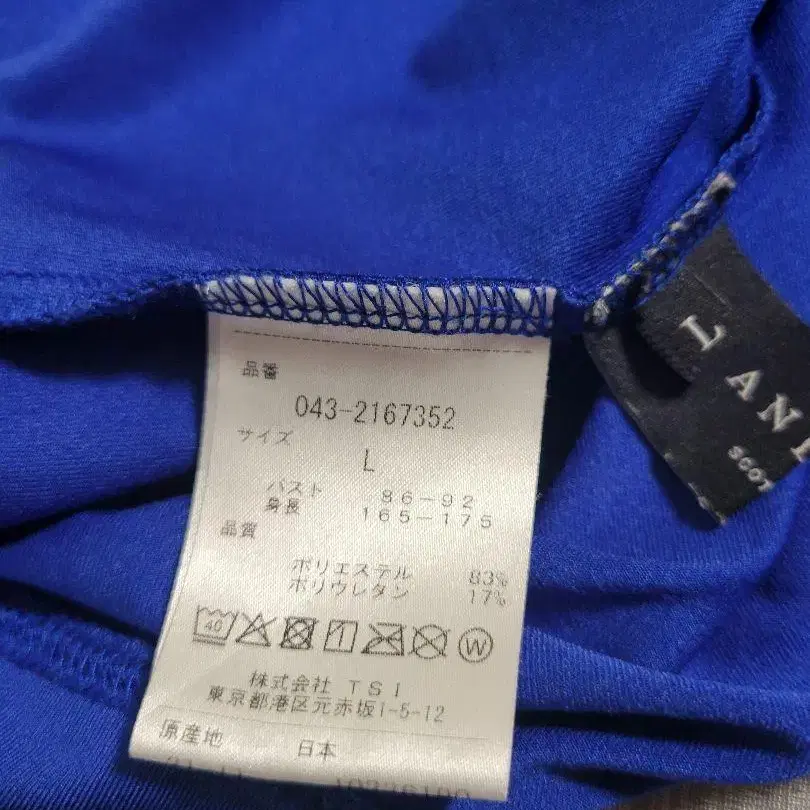 品番
043-2167352
サイズ
L
バスト 86-92
身長 165-175
品質
ポリエステル 83%
ポリウレタン 17%
40
W
株式会社 TSI
東京都港区元赤坂1-5-12
原産地 日本
L AN